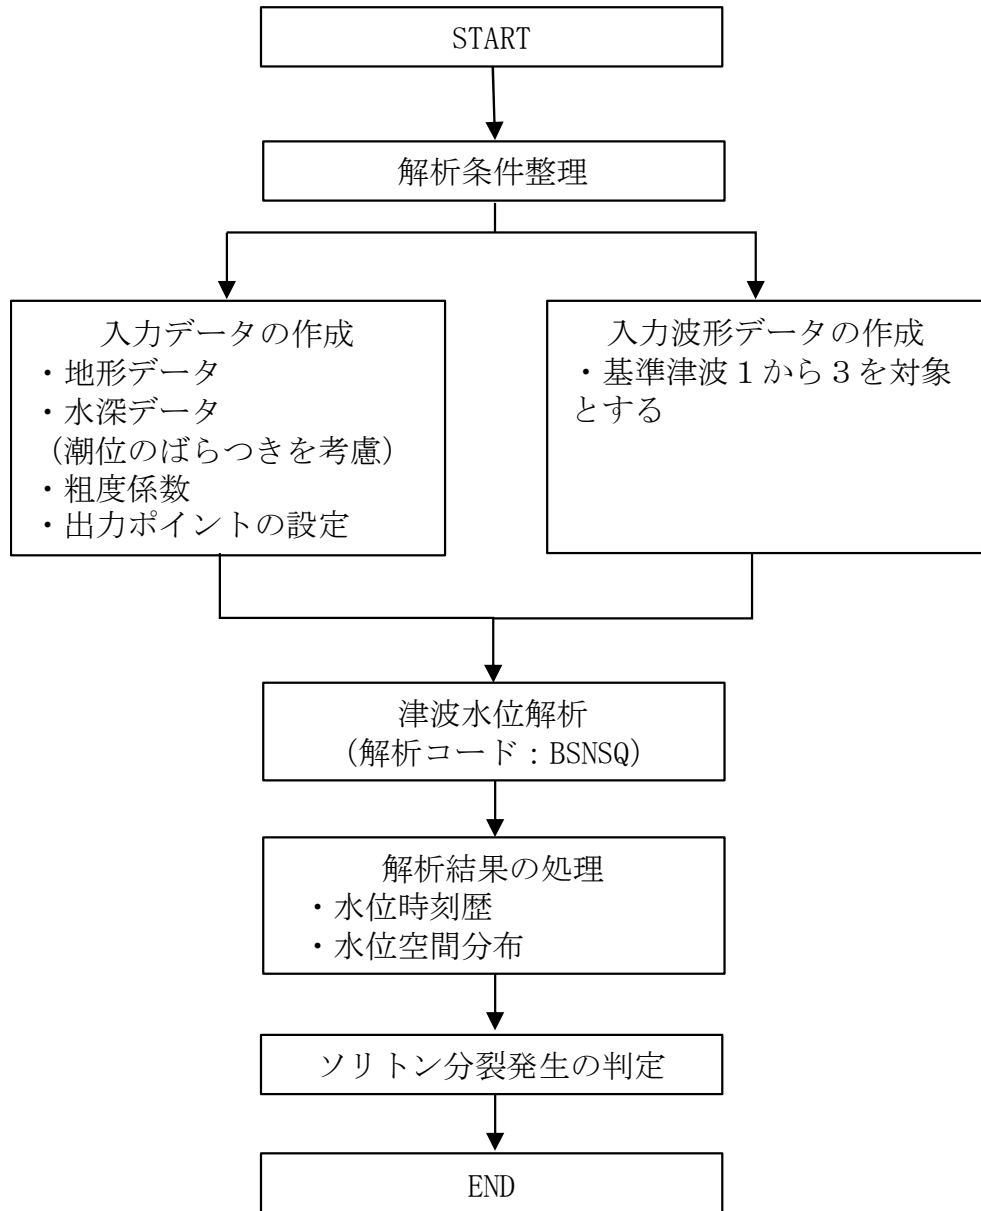 START
解析条件整理
入力データの作成
・地形データ
・水深データ
(潮位のばらつきを考慮)
・粗度係数
・出力ポイントの設定
入力波形データの作成
・基準津波１から３を対象
とする
津波水位解析
(解析コード：BSNSQ)
解析結果の処理
・水位時刻歴
・水位空間分布
ソリトン分裂発生の判定
END